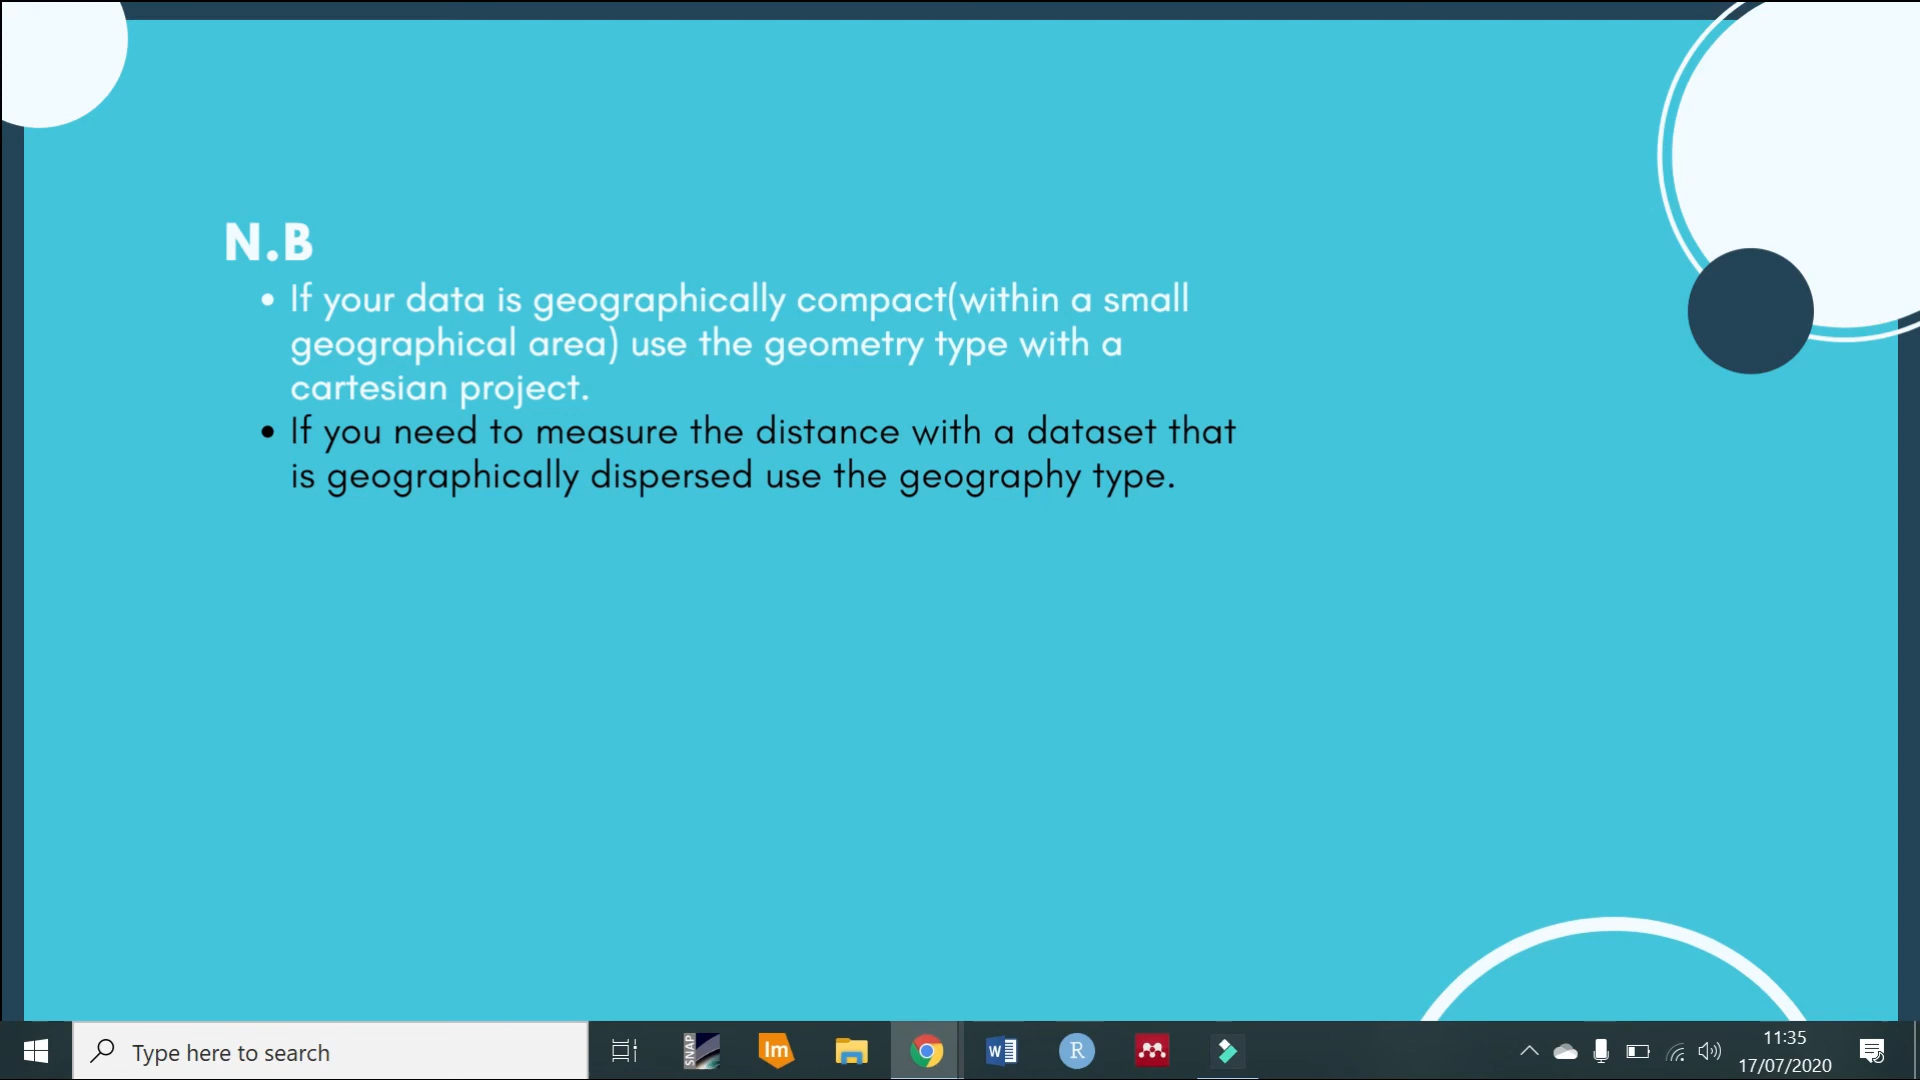 N.B
• If your data is geographically compact(within a small
geographical area) use the geometry type with a
cartesian project.
• If you need to measure the distance with a dataset that
is geographically dispersed use the geography type.
Type here to search
SNAP
Im
W
R
11:35
17/07/2020